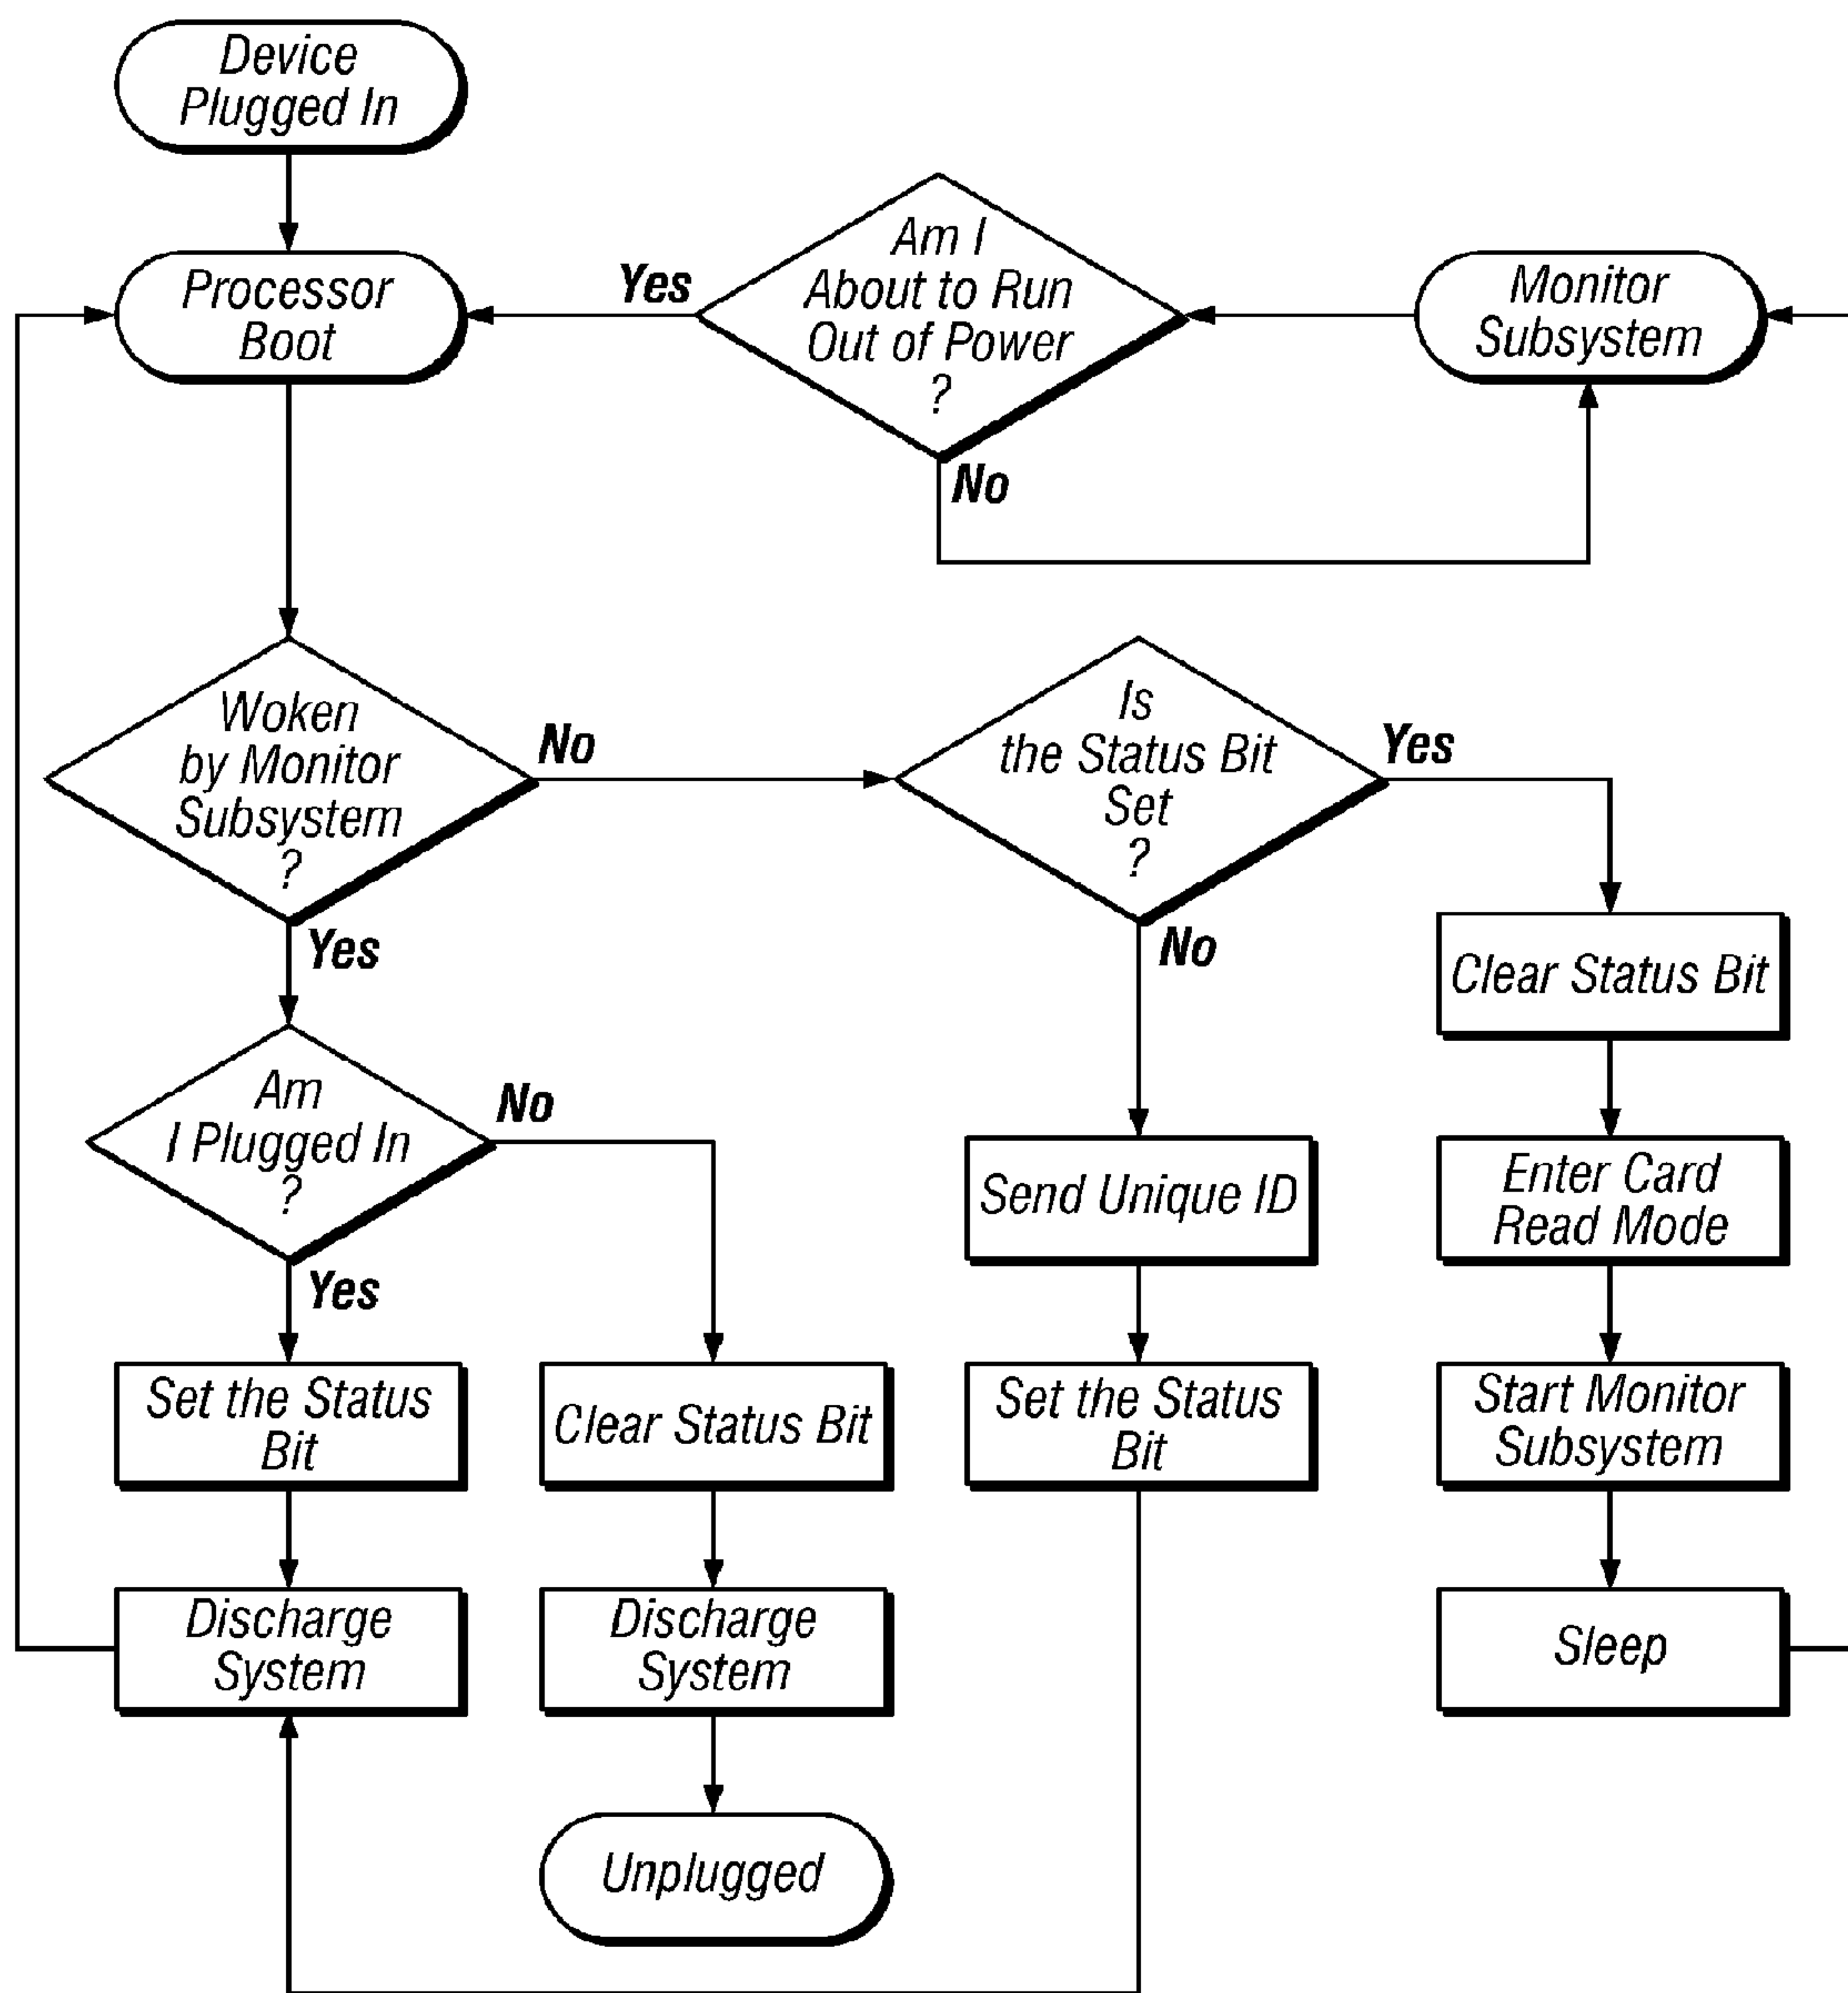 Device
Plugged In
Processor
Boot
Yes
Am I
About to Run
Out of Power
?
No
Monitor
Subsystem
Woken
by Monitor
Subsystem
?
No
Yes
Is
the Status Bit
Set
?
Yes
No
Clear Status Bit
Am
I Plugged In
?
No
Yes
Send Unique ID
Enter Card
Read Mode
Set the Status
Bit
Clear Status Bit
Set the Status
Bit
Start Monitor
Subsystem
Discharge
System
Discharge
System
Sleep
Unplugged